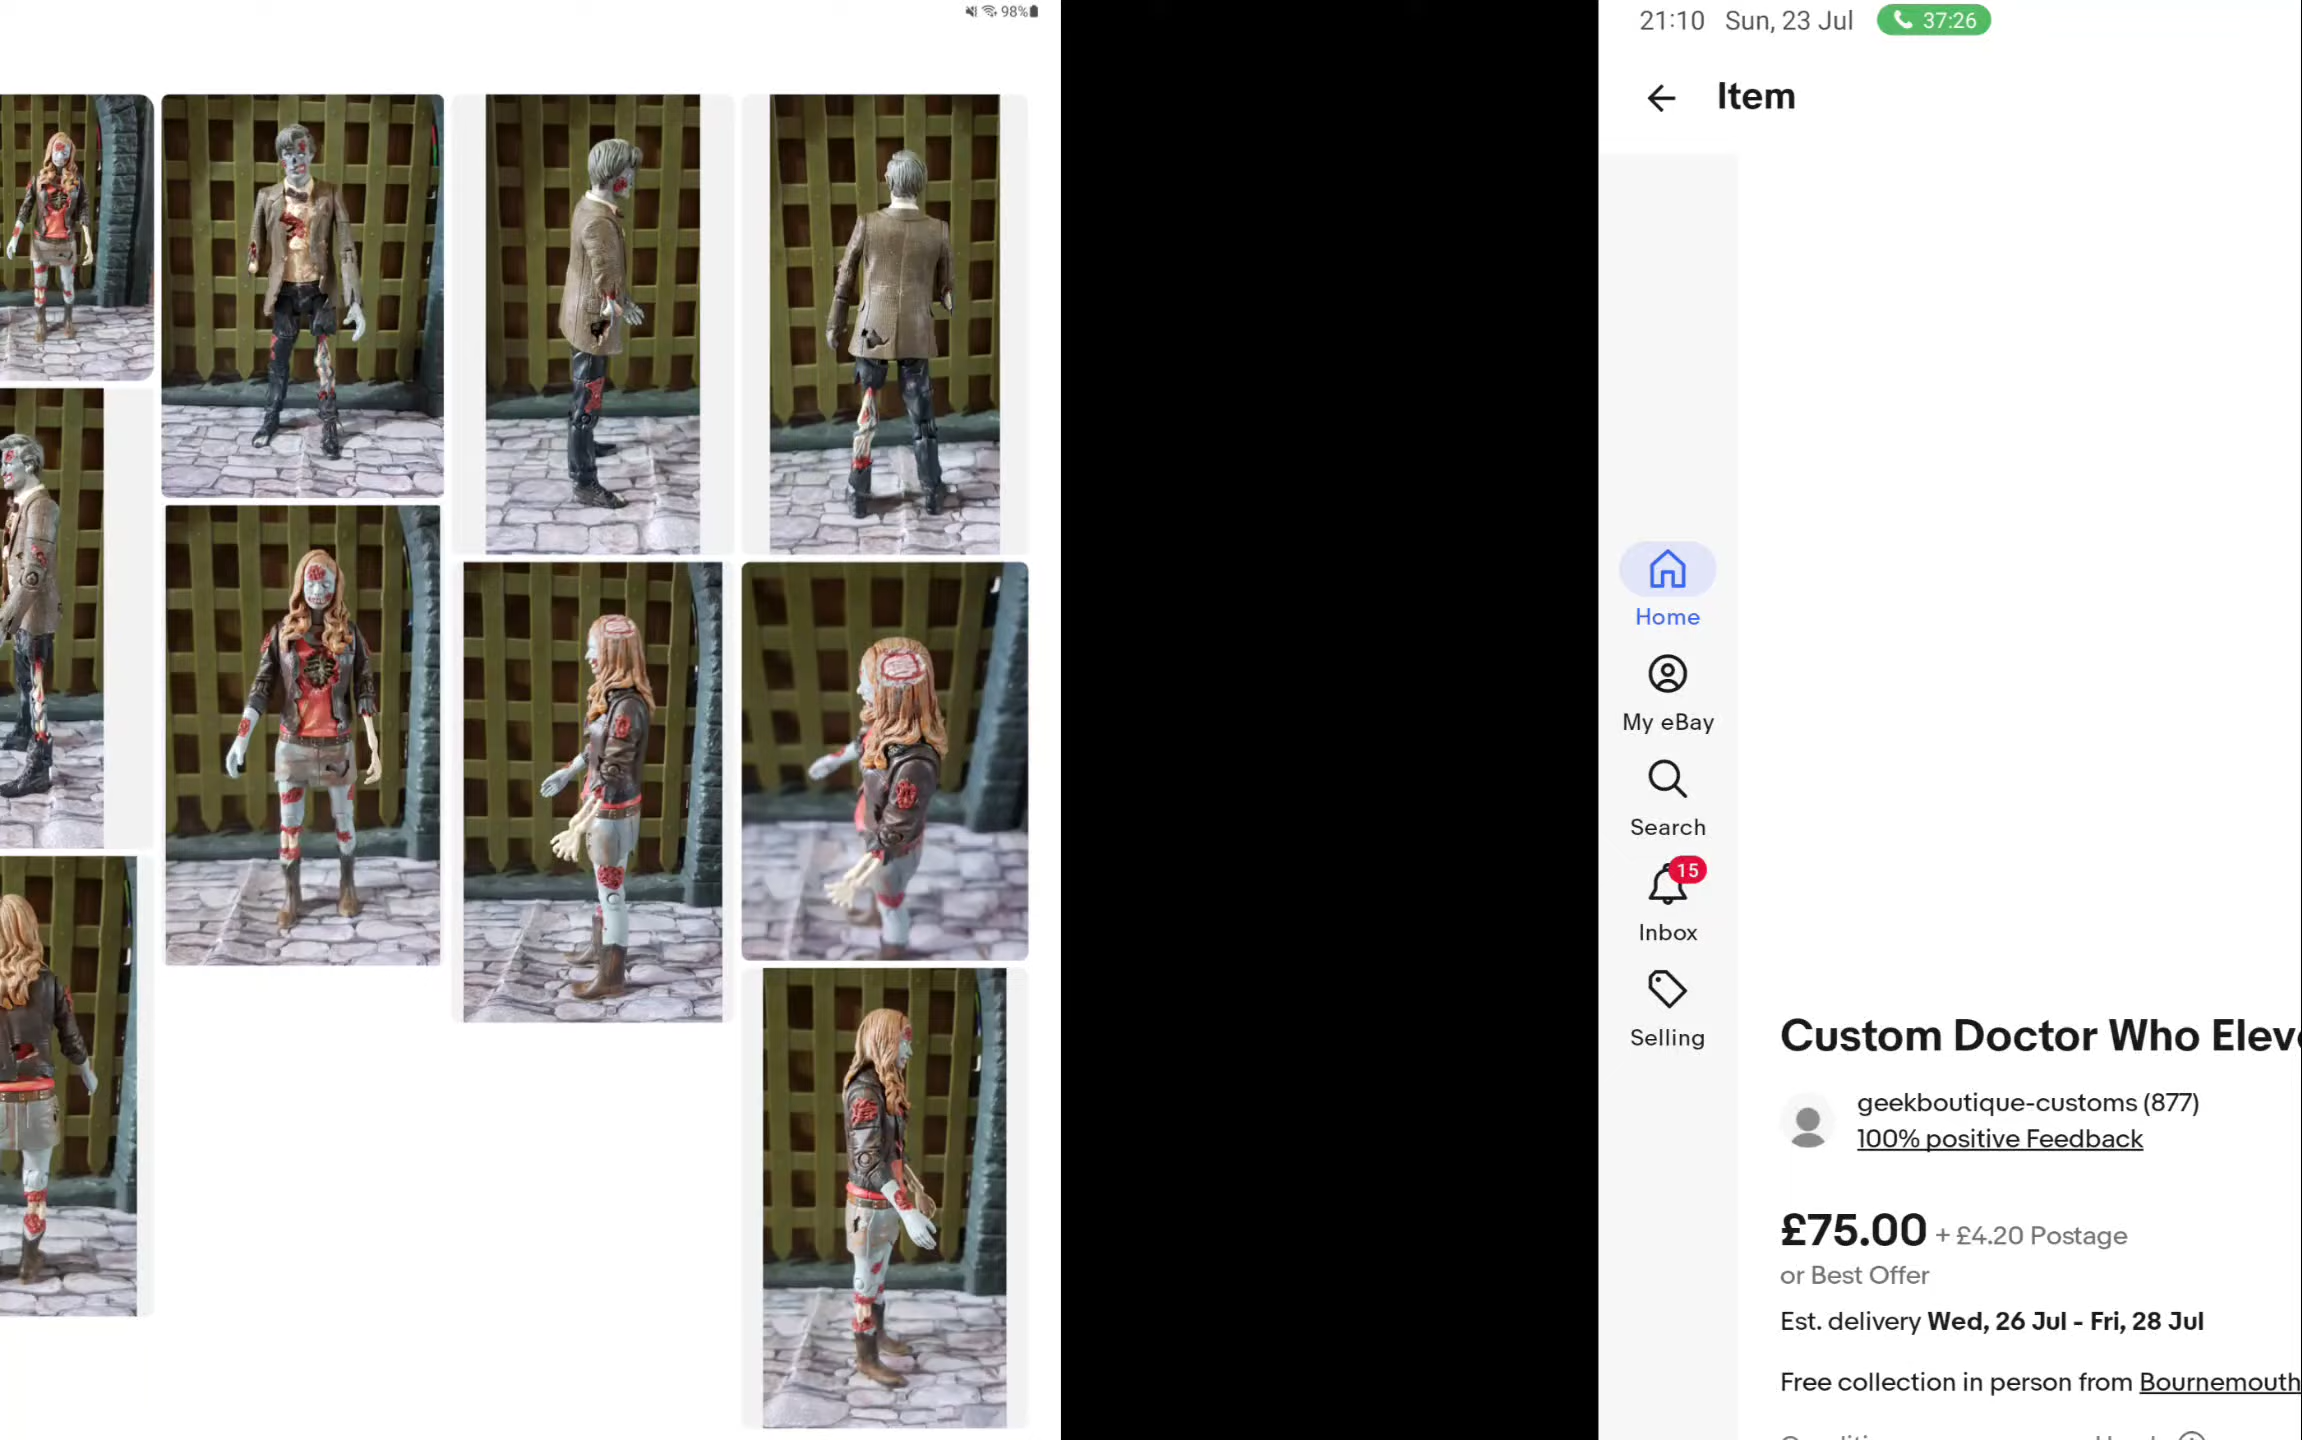 98%
21:10 Sun, 23 Jul 37:26
Item
Home
My eBay
Search
15
Inbox
Selling
Custom Doctor Who
geekboutique-customs (877)
100% positive Feedback
£75.00 + £4.20 Postage
or Best Offer
Est. delivery Wed, 26 Jul - Fri, 28 Jul
Free collection in person from Bournemouth